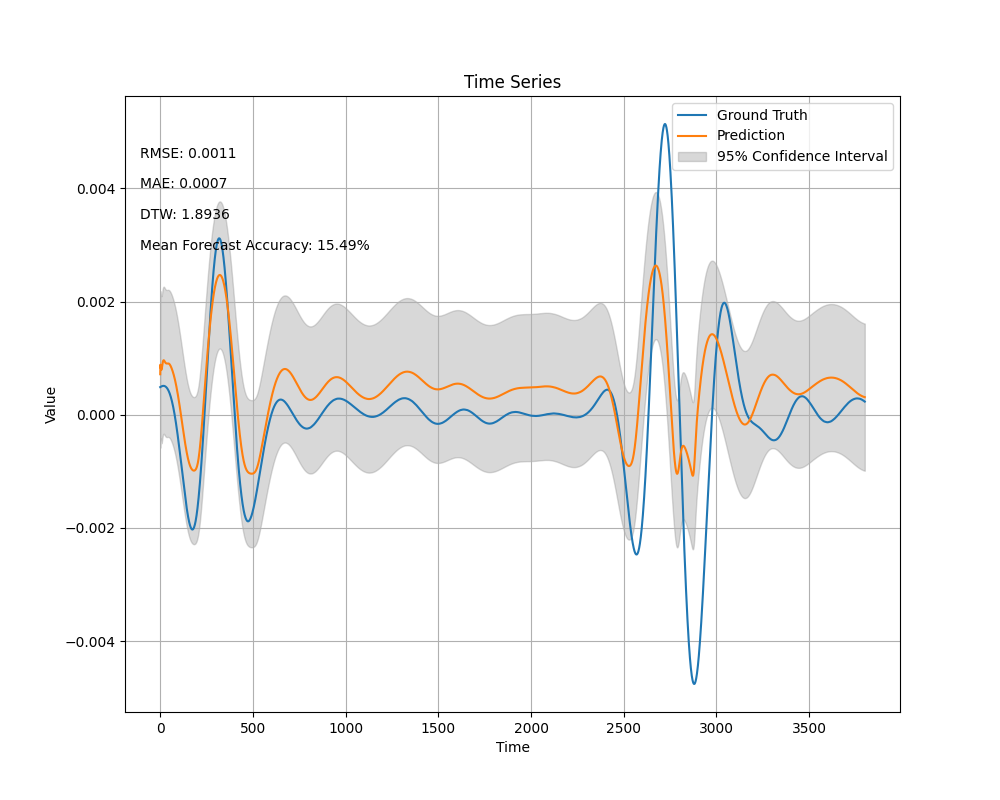 Time Series
Ground Truth
Prediction
95% Confidence Interval
RMSE: 0.0011
MAE: 0.0007
DTW: 1.8936
Mean Forecast Accuracy: 15.49%
Value
0.004
0.002
0.000
−0.002
−0.004
0 500 1000 1500 2000 2500 3000 3500
Time